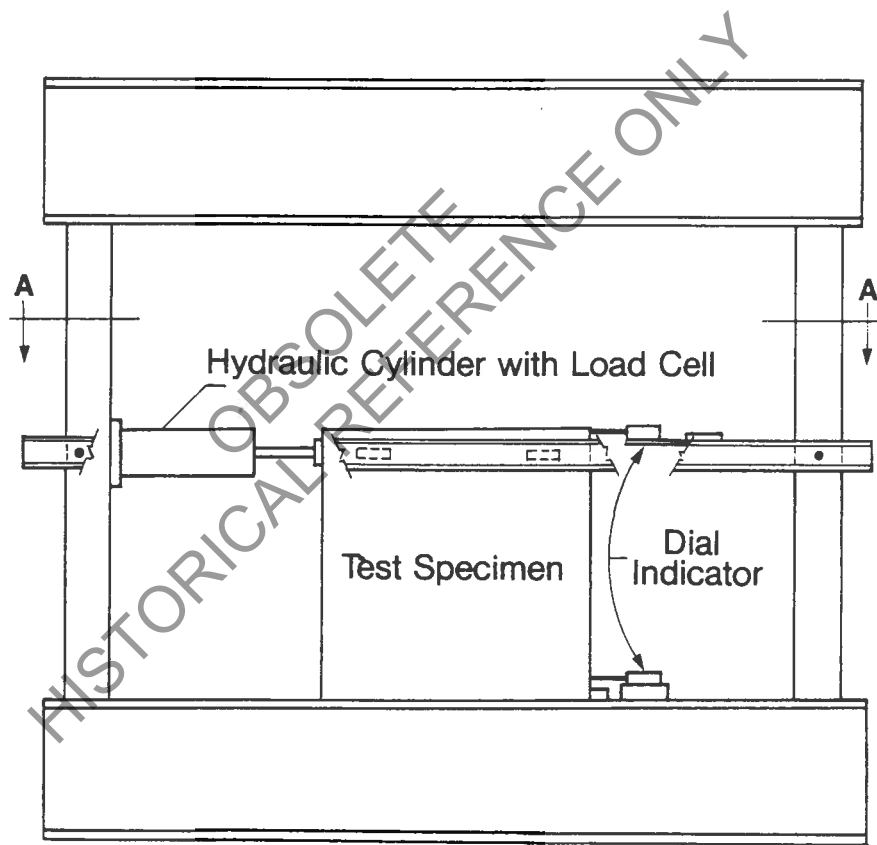 A
A
Hydraulic Cylinder with Load Cell
Test Specimen
Dial
Indicator
OBSOLETE
HISTORICAL REFERENCE ONLY